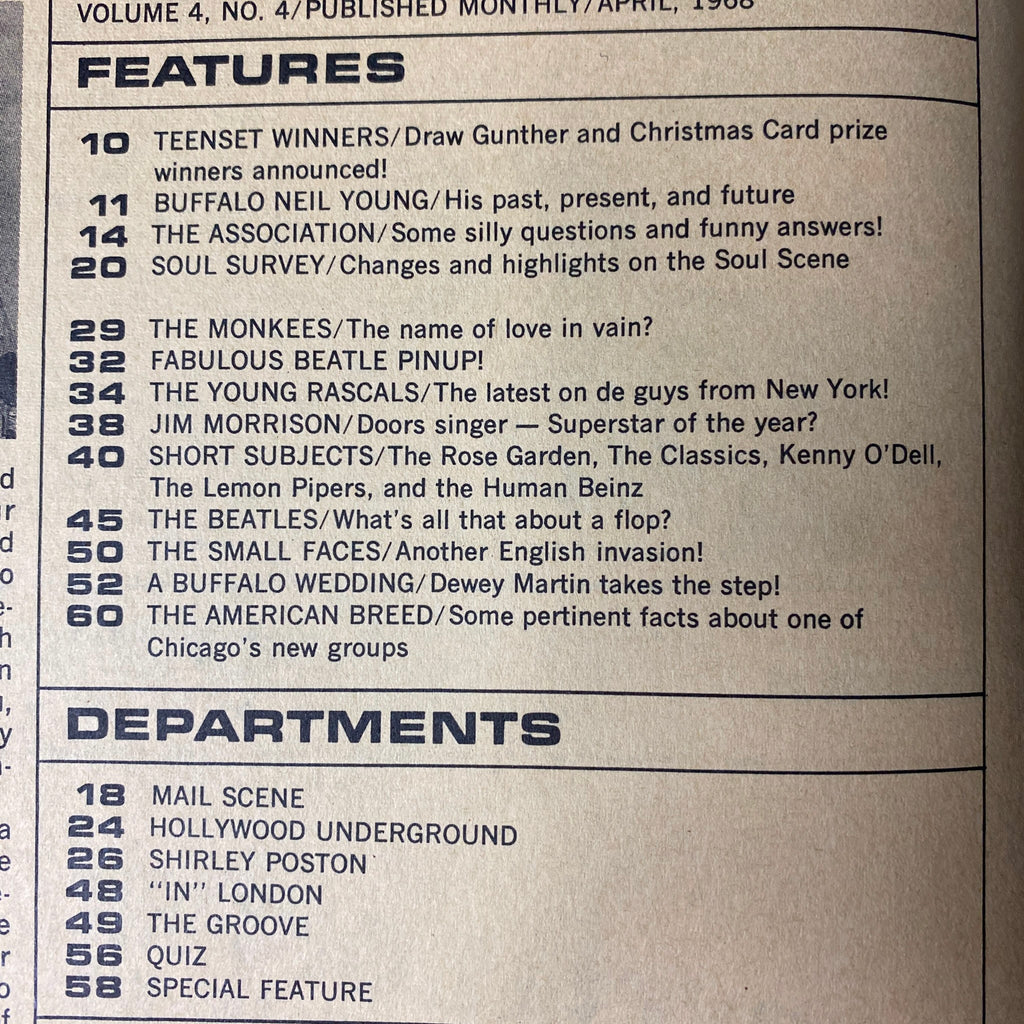 VOLUME 4, NO. 4/PUBLISHED MONTHLY/APRIL, 1968
FEATURES
10 TEENSET WINNERS/Draw Gunther and Christmas Card prize
winners announced!
11 BUFFALO NEIL YOUNG/His past, present, and future
14 THE ASSOCIATION/Some silly questions and funny answers!
20 SOUL SURVEY/Changes and highlights on the Soul Scene
29 THE MONKEES/The name of love in vain?
32 FABULOUS BEATLE PINUP!
34 THE YOUNG RASCALS/The latest on de guys from New York!
38 JIM MORRISON/Doors singer — Superstar of the year?
40 SHORT SUBJECTS/The Rose Garden, The Classics, Kenny O'Dell,
The Lemon Pipers, and the Human Beinz
45 THE BEATLES/What's all that about a flop?
50 THE SMALL FACES/Another English invasion!
52 A BUFFALO WEDDING/Dewey Martin takes the step!
60 THE AMERICAN BREED/Some pertinent facts about one of
Chicago's new groups
DEPARTMENTS
18 MAIL SCENE
24 HOLLYWOOD UNDERGROUND
26 SHIRLEY POSTON
48 "IN" LONDON
49 THE GROOVE
56 QUIZ
58 SPECIAL FEATURE